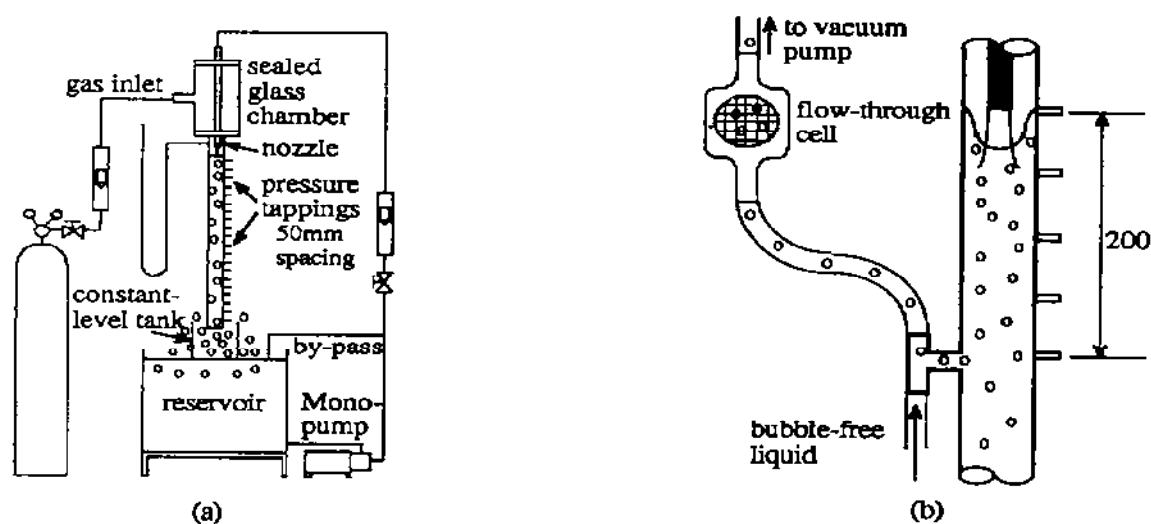 gas inlet
sealed
glass
chamber
nozzle
pressure
tappings
50mm
spacing
constant-
level tank
by-pass
reservoir
Mono-
pump
(a)
to vacuum
pump
flow-through
cell
200
bubble-free
liquid
(b)